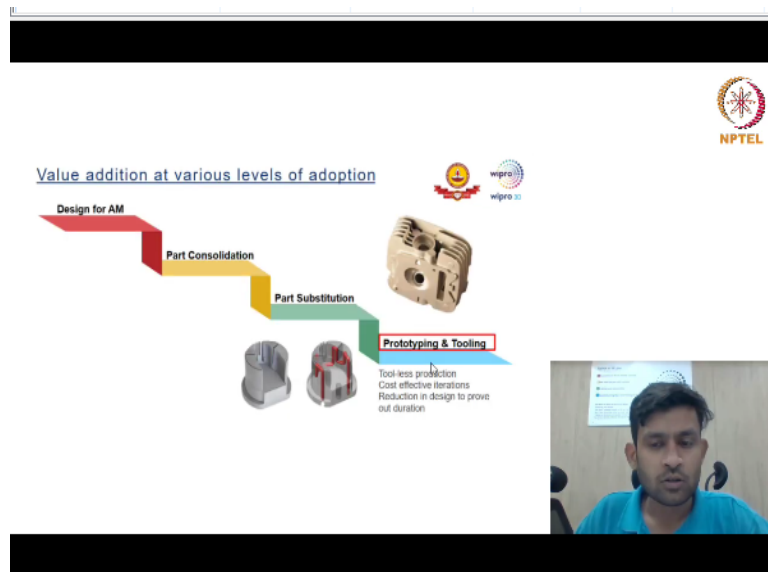 NPTEL
Value addition at various levels of adoption
wipro
wipro 3D
Design for AM
Part Consolidation
Part Substitution
Prototyping & Tooling
Tool-less production
Cost effective iterations
Reduction in design to prove
out duration